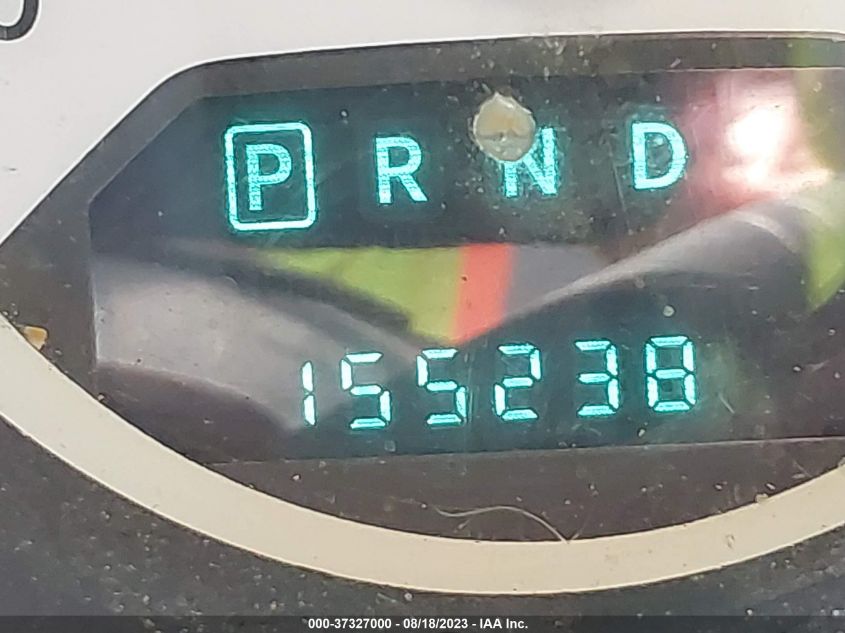 P R N D
155238
000-37327000 - 08/18/2023 - IAA Inc.